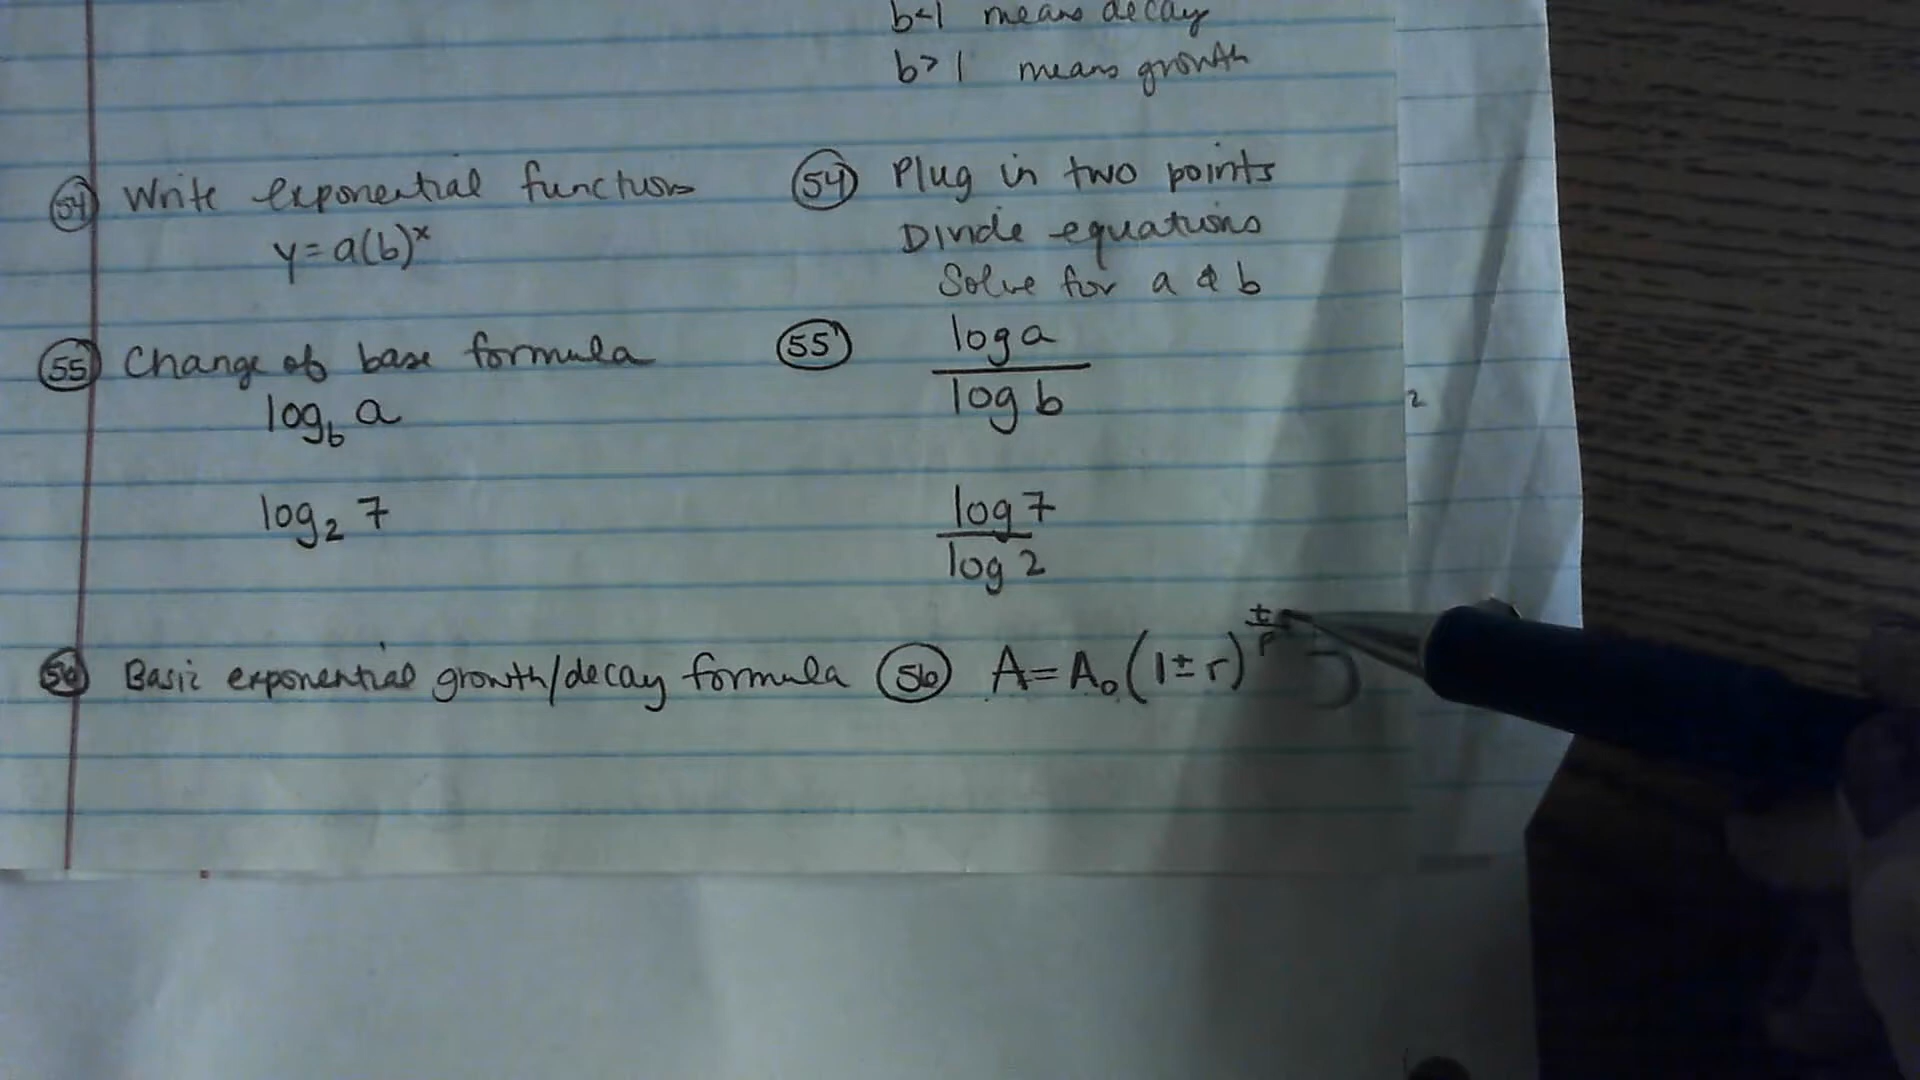 b<1 means decay
b>1 means growth
54 Write exponential function
y=a(b)^x
54 Plug in two points
Divide equations
Solve for a & b
55 Change of base formula
log_b a
55 log a
log b
2
log_2 7
log 7
log 2
56 Basic exponential growth/decay formula
56 A=A_0(1±r)^t/p